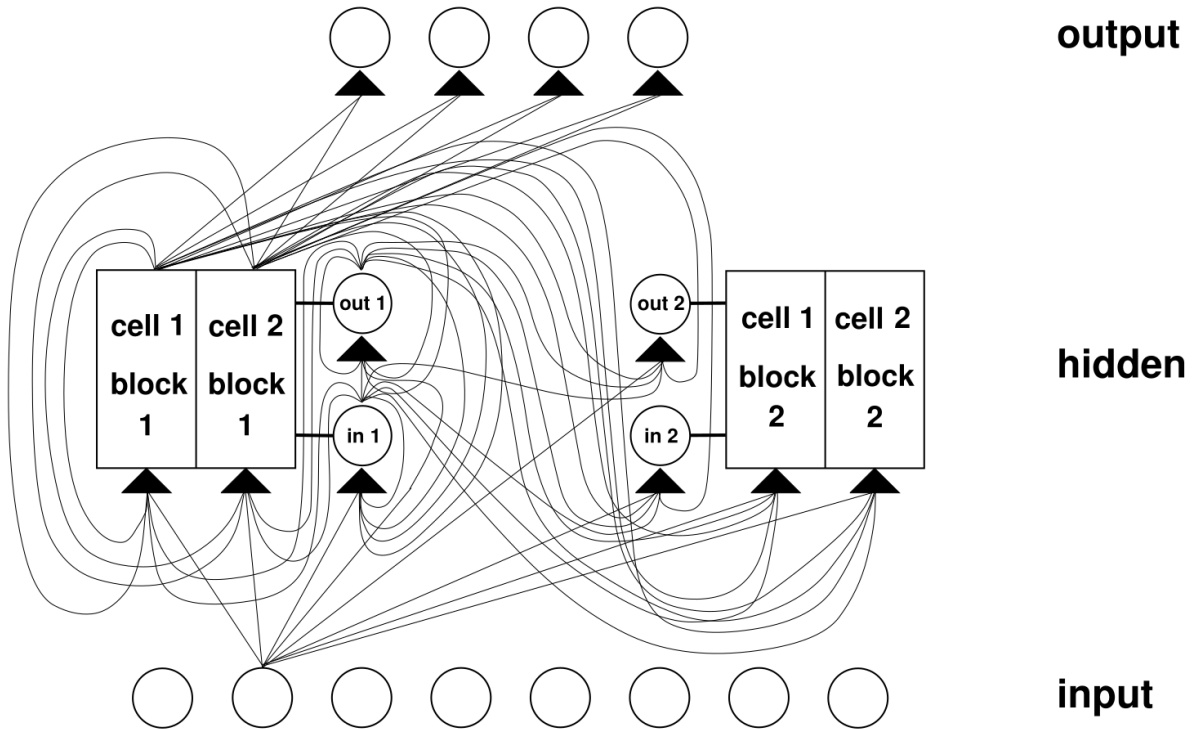 output
out 1
out 2
cell 1
block
1
cell 2
block
1
cell 1
block
2
cell 2
block
2
hidden
in 1
in 2
input